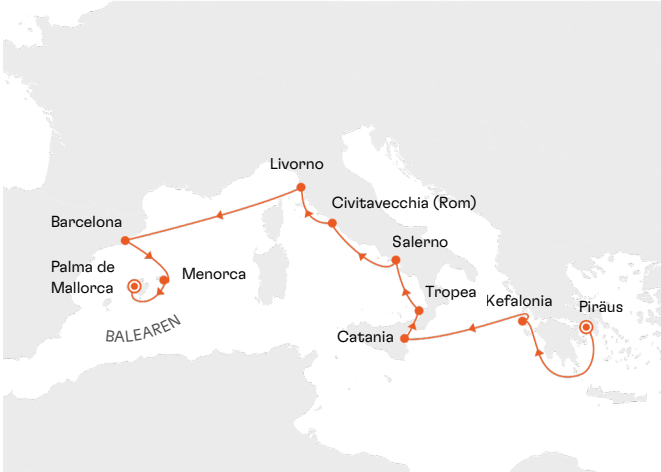 Livorno
Civitavecchia (Rom)
Barcelona
Salerno
Palma de
Mallorca
Menorca
Tropea
Kefalonia
Piräus
BALEAREN
Catania